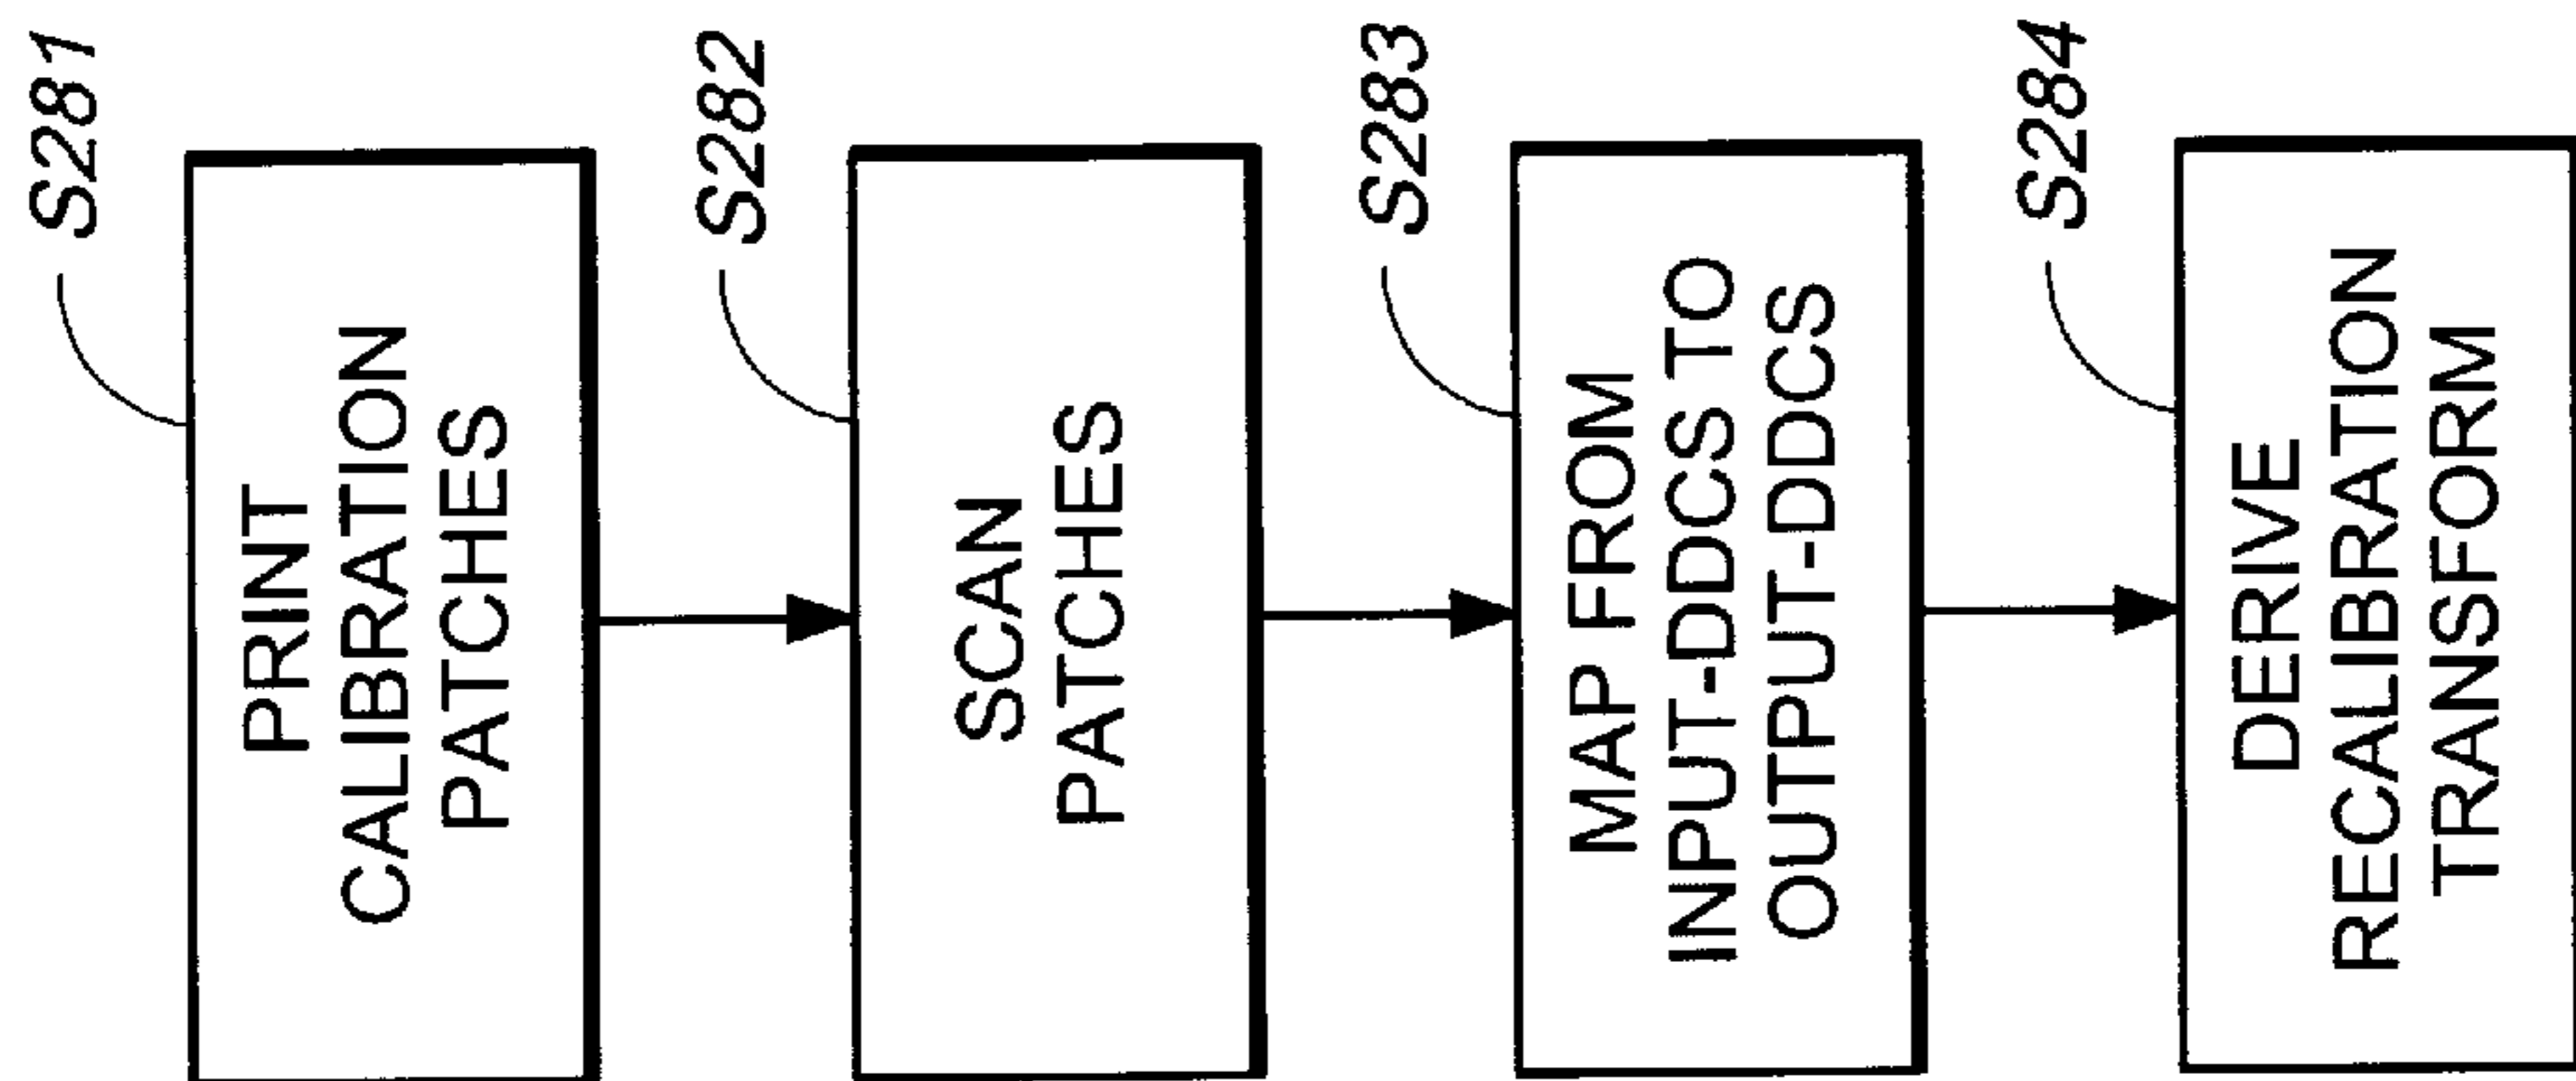 S281
PRINT
CALIBRATION
PATCHES
S282
SCAN
PATCHES
S283
MAP FROM
INPUT-DDCS TO
OUTPUT-DDCS
S284
DERIVE
RECALIBRATION
TRANSFORM